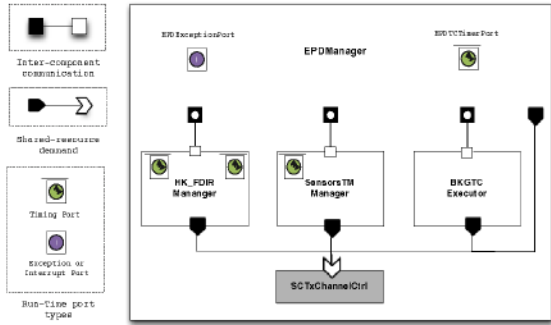 Inter-component
communication
Shared-resource
demand
Timing Port
Exception or
Interrupt Port
Run-Time port
types
EPDExceptionPort
EPDManager
EPDTCTimerPort
HK_FDIR
Mananger
SensorsTM
Manager
BKGTC
Executor
SCTxChannelCtrl